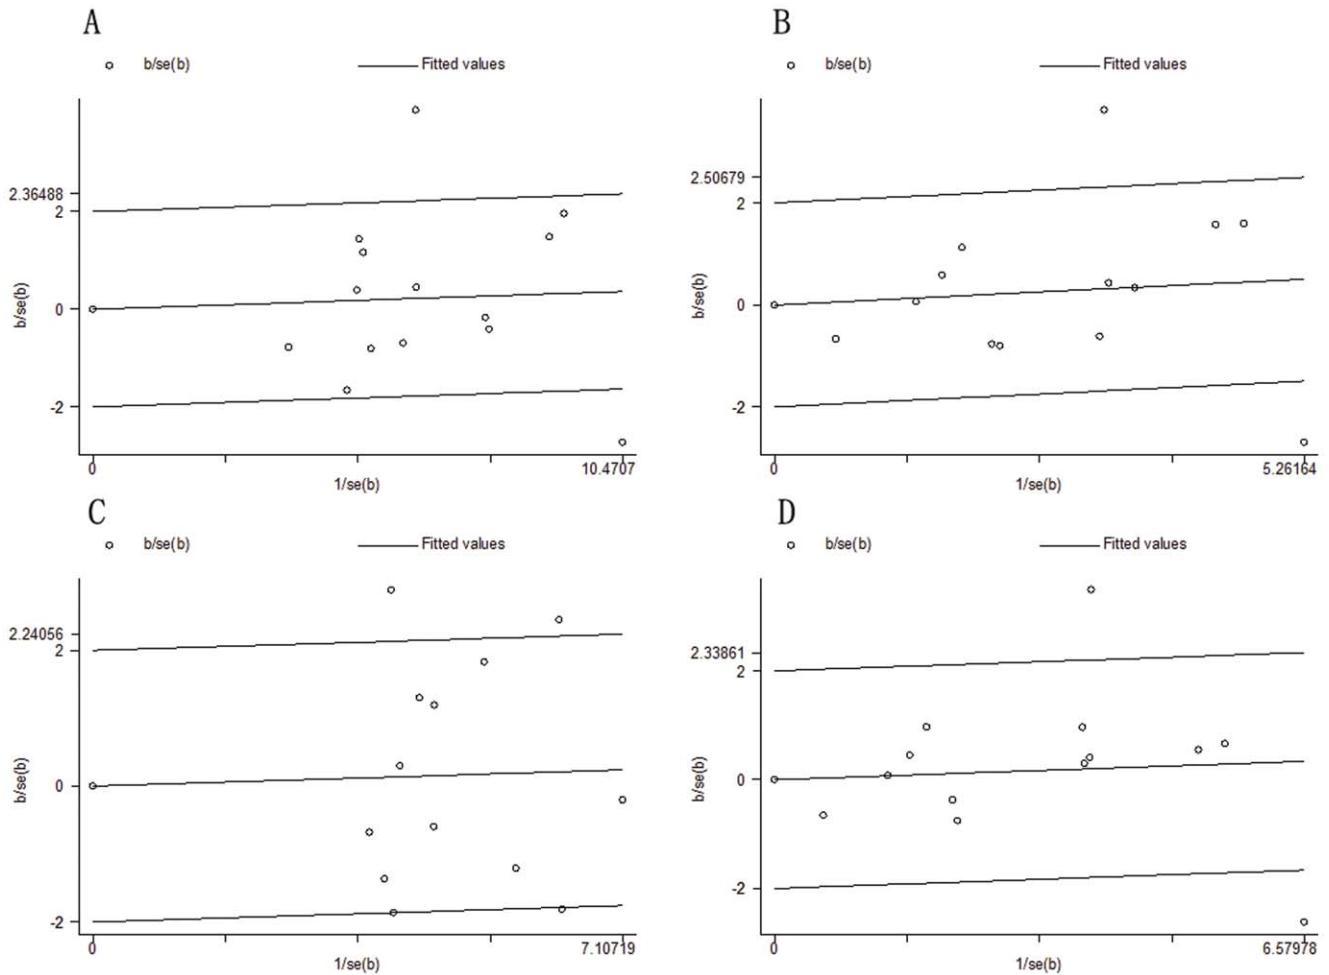 A
b/se(b) Fitted values
2.36488
2
0
-2
b/se(b)
0 10.4707
1/se(b)
B
b/se(b) Fitted values
2.50679
2
0
-2
b/se(b)
0 5.26164
1/se(b)
C
b/se(b) Fitted values
2.24056
2
0
-2
b/se(b)
0 7.10719
1/se(b)
D
b/se(b) Fitted values
2.33861
2
0
-2
b/se(b)
0 6.57978
1/se(b)